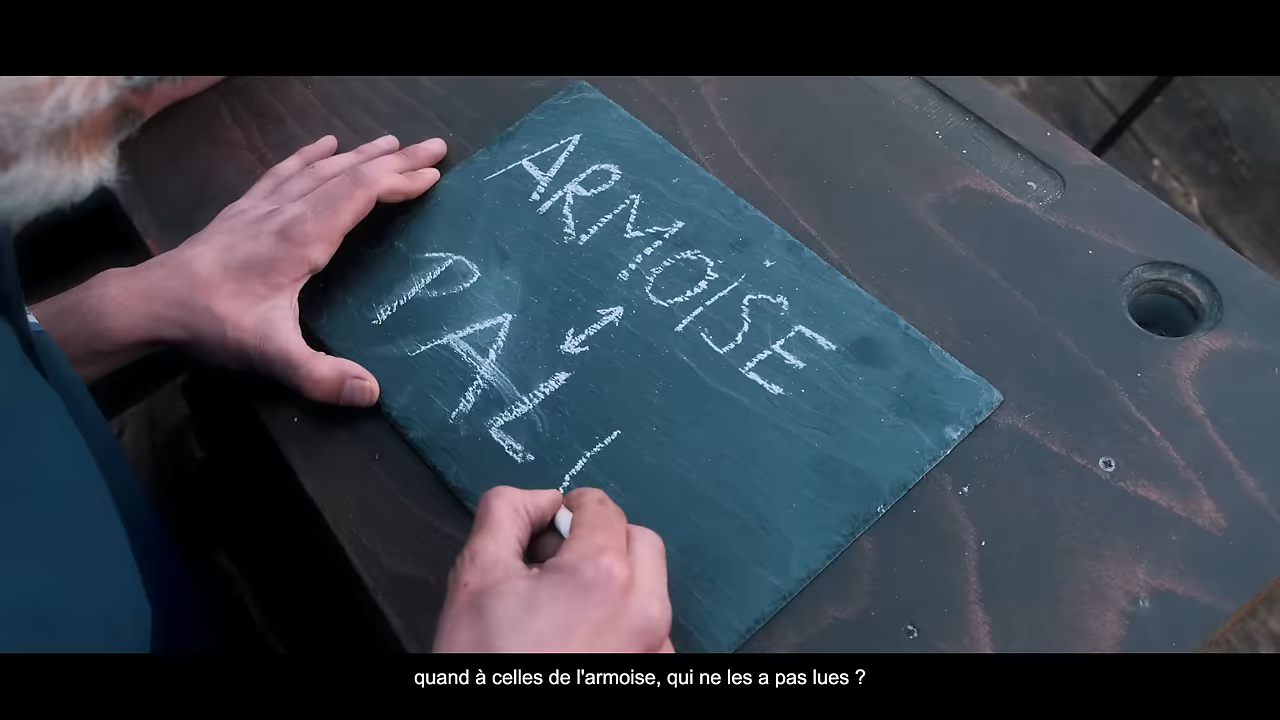 ARMOISE
↔
PAL
quand à celles de l'armoise, qui ne les a pas lues ?